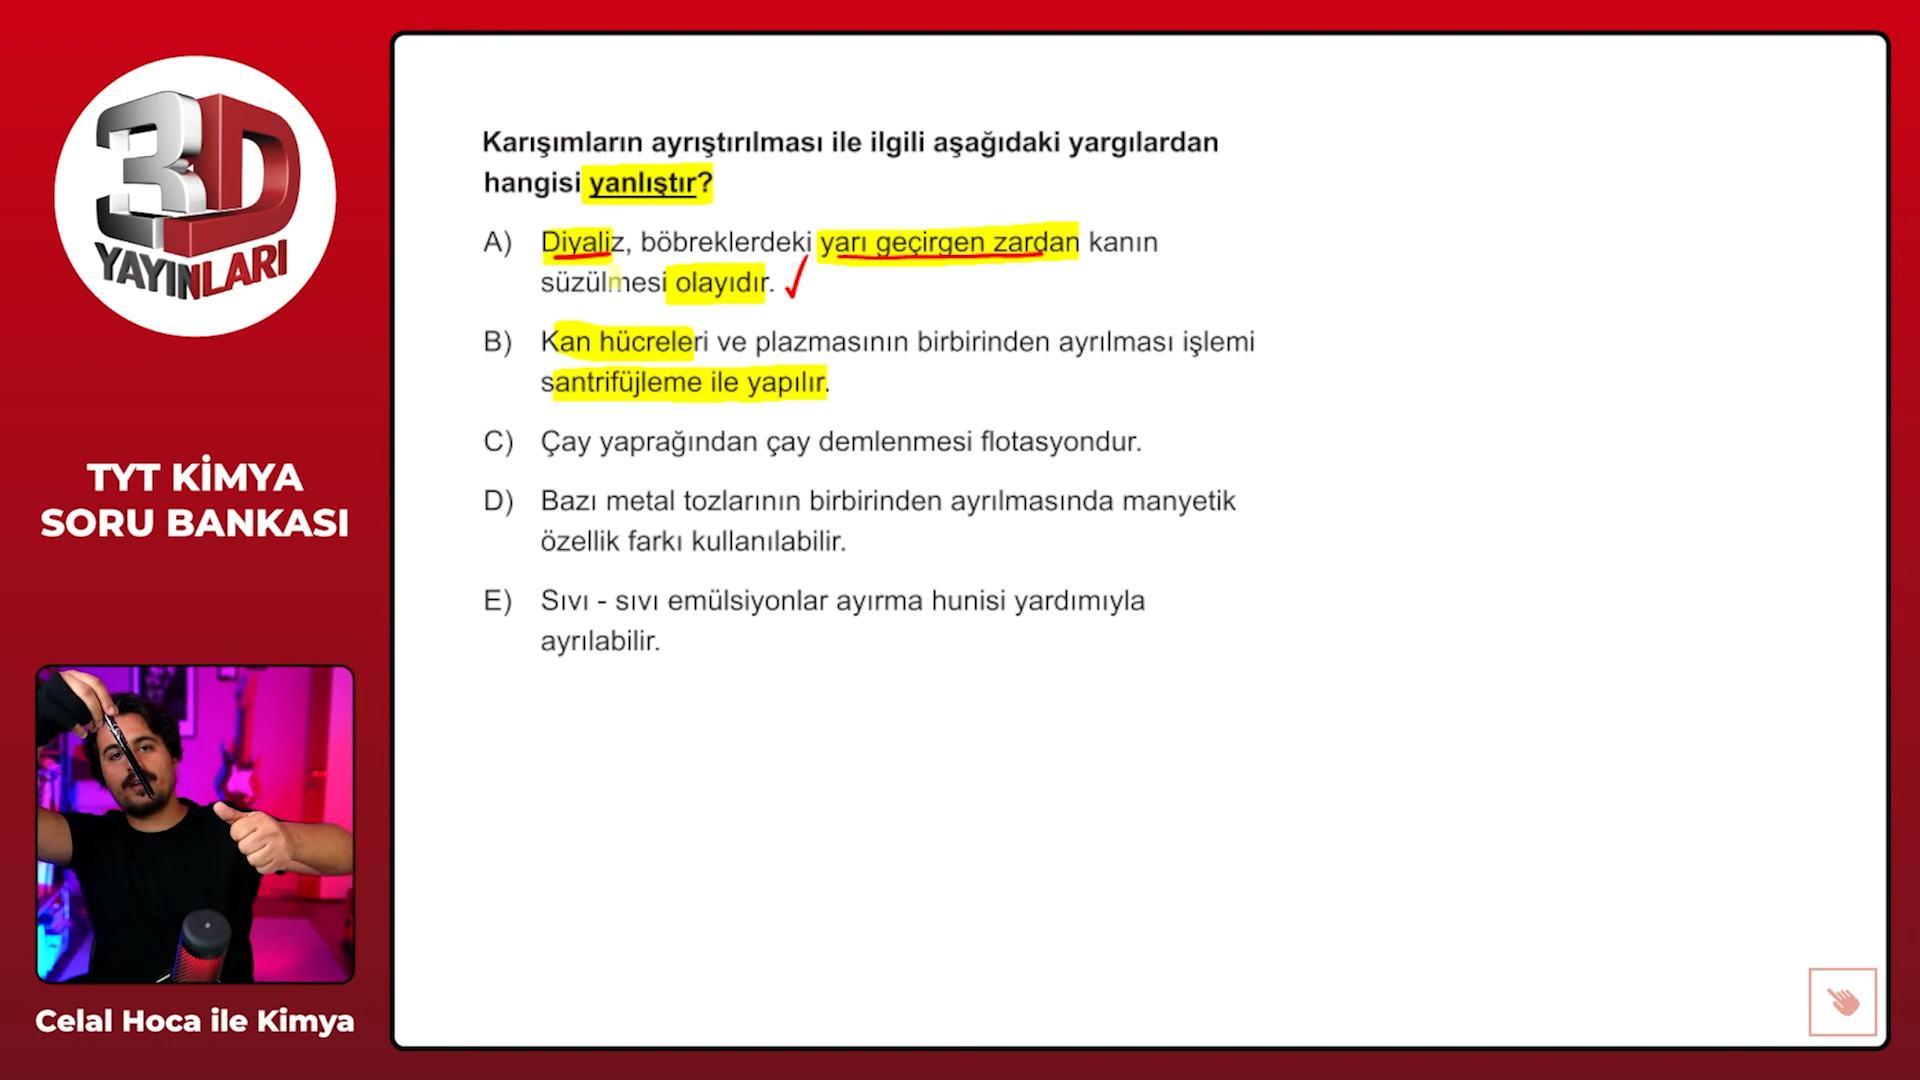 3D
YAYINLARI
TYT KİMYA
SORU BANKASI
Celal Hoca ile Kimya
Karışımların ayrıştırılması ile ilgili aşağıdaki yargılardan
hangisi yanlıştır?
A) Diyaliz, böbreklerdeki yarı geçirgen zardan kanın
süzülmesi olayıdır.
B) Kan hücreleri ve plazmasının birbirinden ayrılması işlemi
santrifüjleme ile yapılır.
C) Çay yaprağından çay demlenmesi flotasyondur.
D) Bazı metal tozlarının birbirinden ayrılmasında manyetik
özellik farkı kullanılabilir.
E) Sıvı - sıvı emülsiyonlar ayırma hunisi yardımıyla
ayrılabilir.